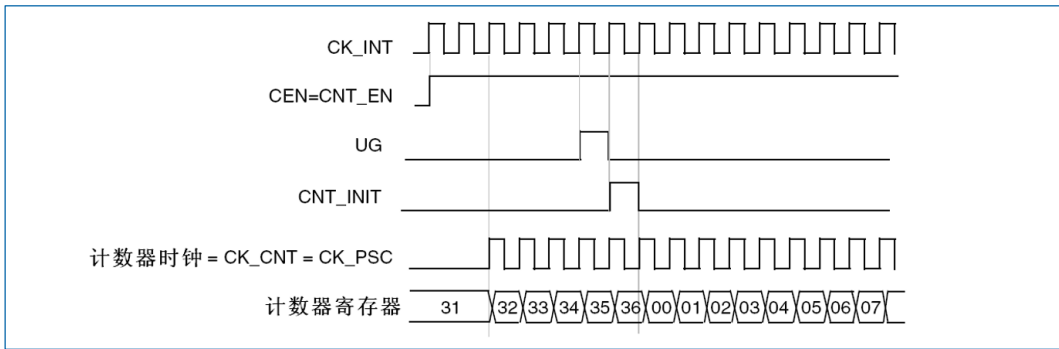 CK_INT
CEN=CNT_EN
UG
CNT_INIT
计数器时钟 = CK_CNT = CK_PSC
计数器寄存器 31 32 33 34 35 36 00 01 02 03 04 05 06 07